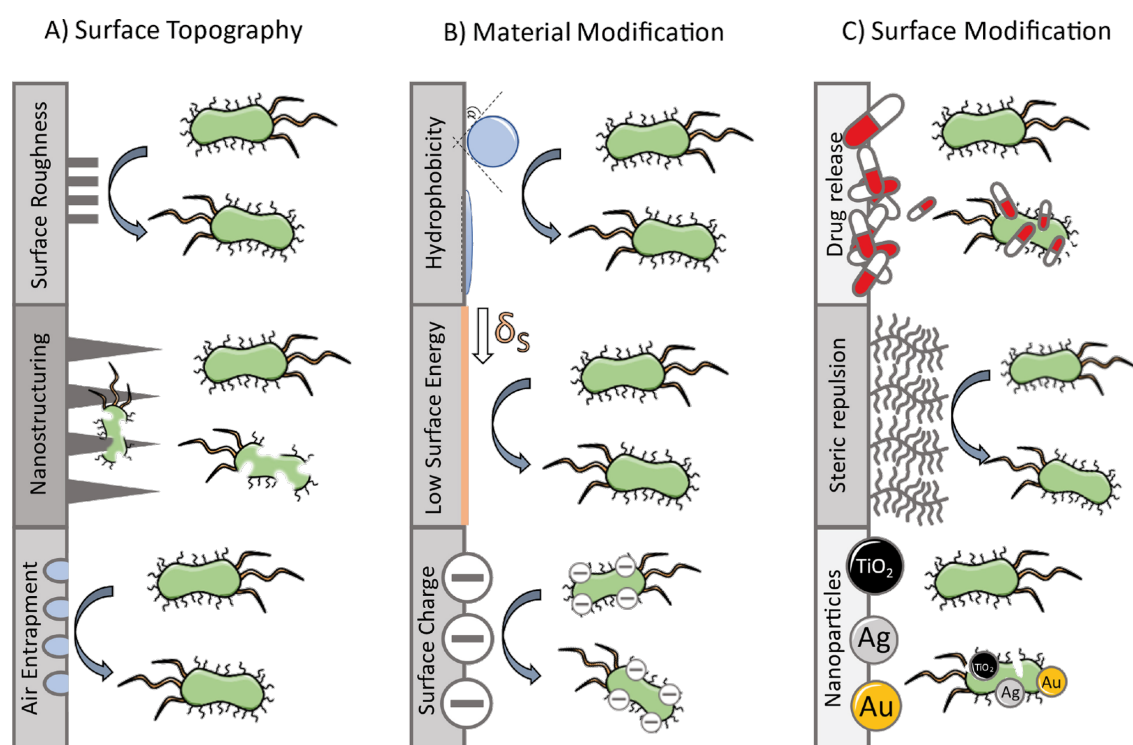 A) Surface Topography
Surface Roughness
Nanostructuring
Air Entrapment
B) Material Modification
Hydrophobicity
δs
Low Surface Energy
Surface Charge
C) Surface Modification
Drug release
Steric repulsion
Nanoparticles
TiO₂
Ag
Au
TiO₂
Ag
Au